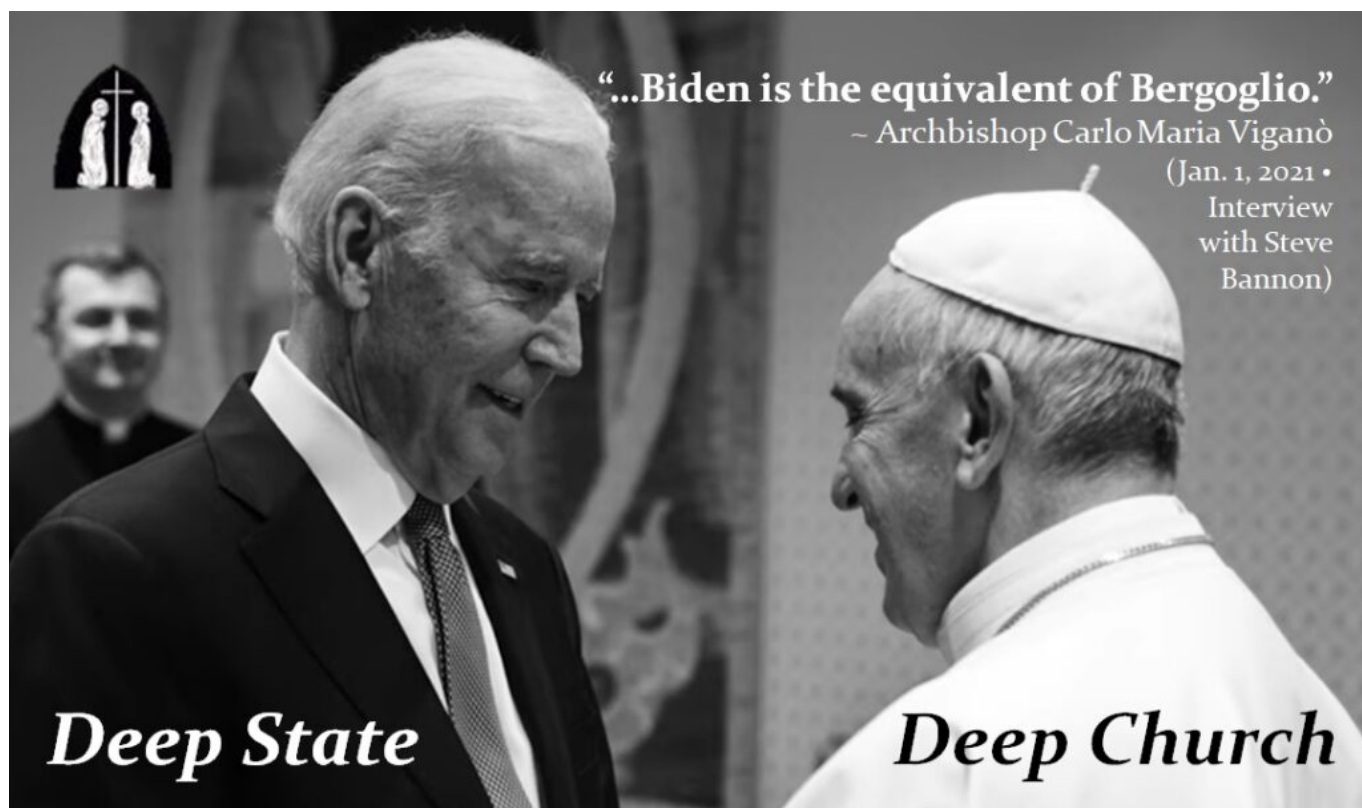 “...Biden is the equivalent of Bergoglio.”
~ Archbishop Carlo Maria Viganò
(Jan. 1, 2021 •
Interview
with Steve
Bannon)
Deep State
Deep Church